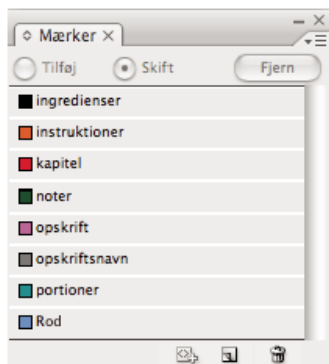 Mærker
Tilføj Skift Fjern
ingredienser
instruktioner
kapitel
noter
opskrift
opskriftsnavn
portioner
Rod